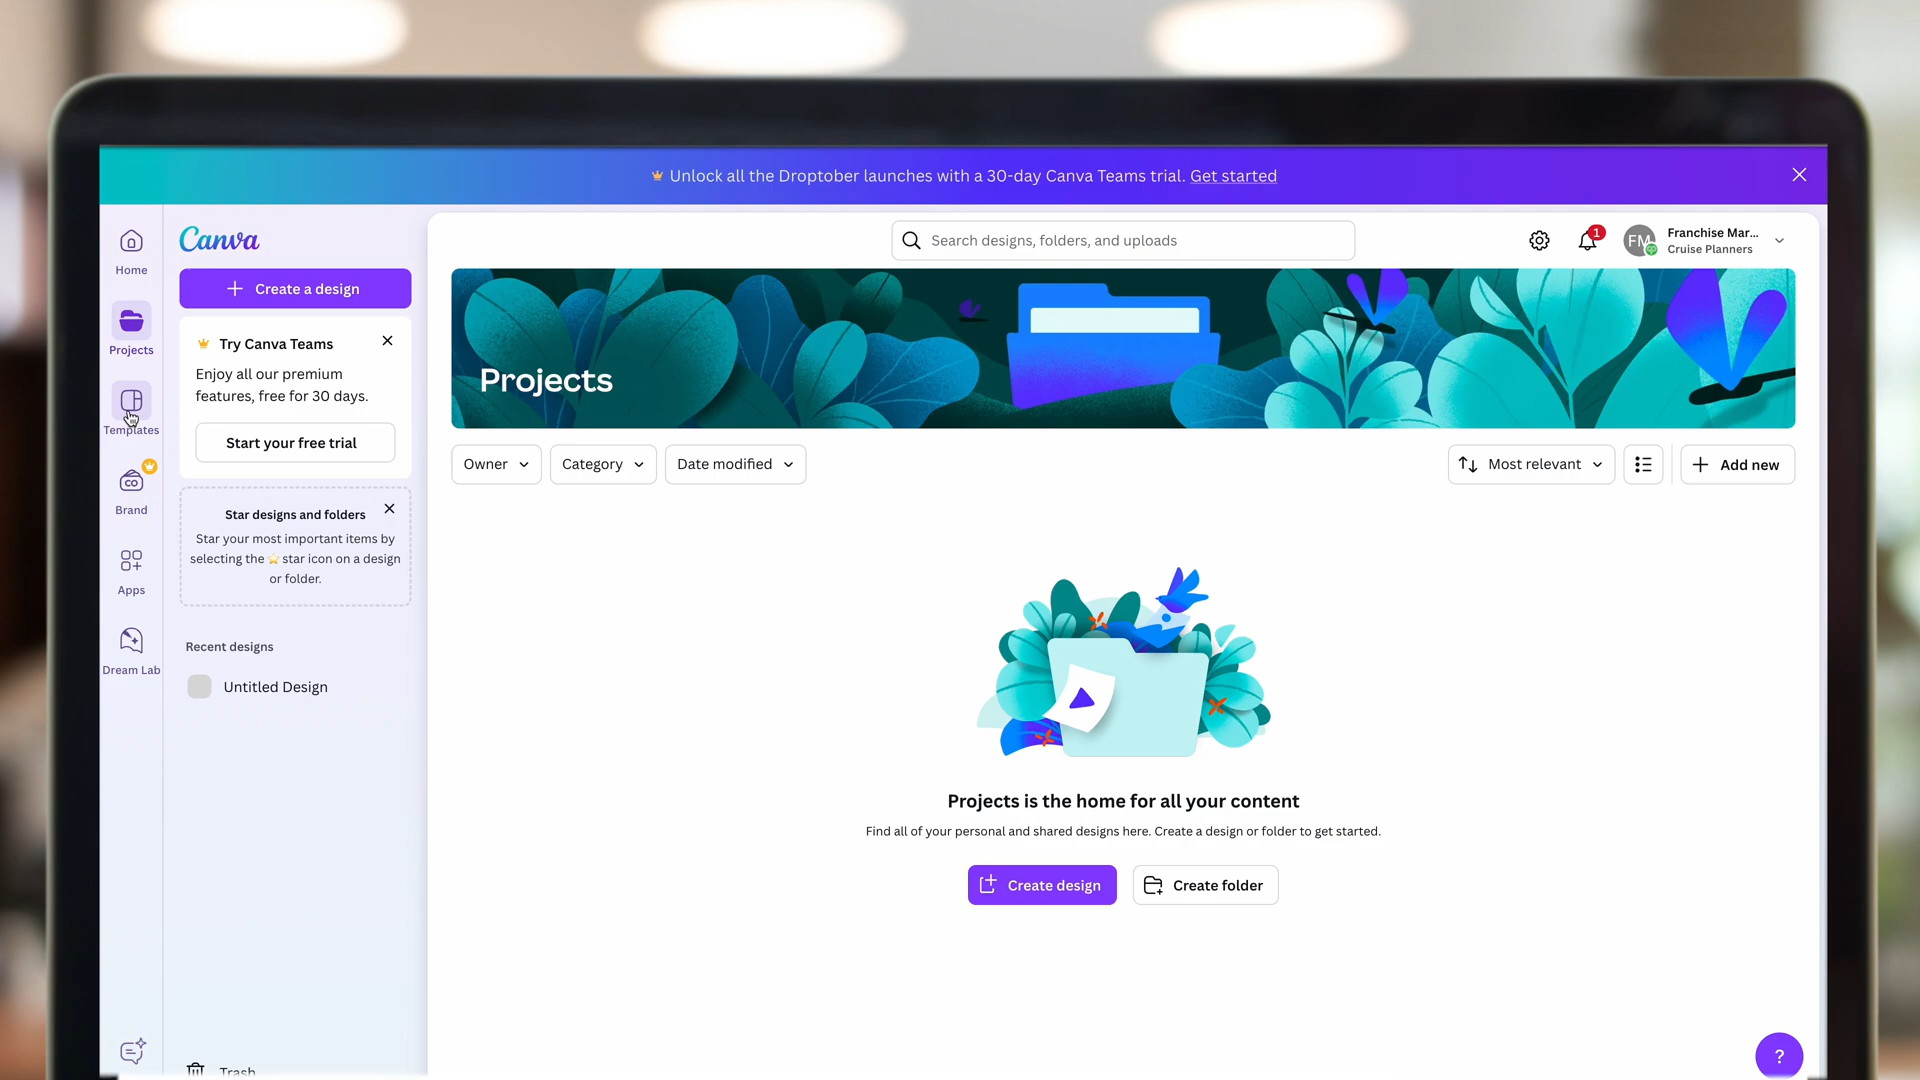 Unlock all the Droptober launches with a 30-day Canva Teams trial. Get started
Home
Projects
Templates
Brand
Apps
Dream Lab
Canva
Create a design
Try Canva Teams
Enjoy all our premium
features, free for 30 days.
Start your free trial
Star designs and folders
Star your most important items by
selecting the star icon on a design
or folder.
Recent designs
Untitled Design
Trash
Search designs, folders, and uploads
1
FM
Franchise Mar...
Cruise Planners
Projects
Owner
Category
Date modified
Most relevant
Add new
Projects is the home for all your content
Find all of your personal and shared designs here. Create a design or folder to get started.
Create design
Create folder
?
CO